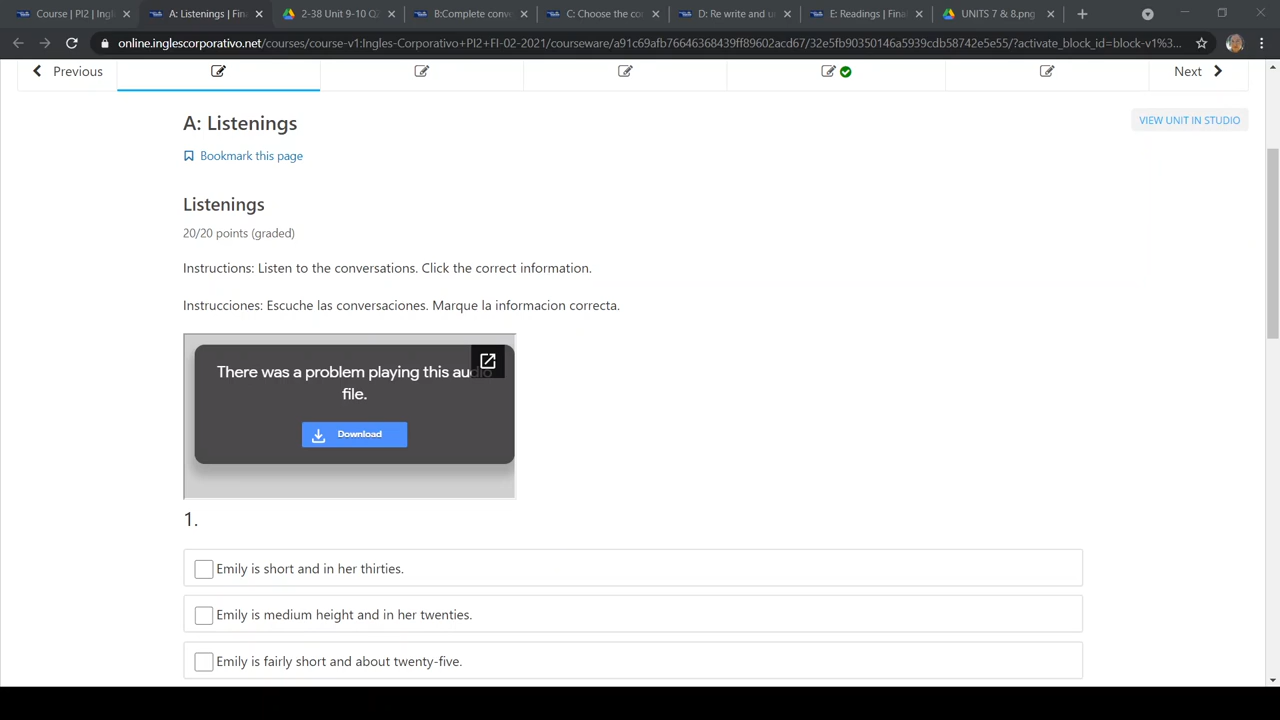 Course | PI2 | Ingl
A: Listenings | Fina
2-38 Unit 9-10 Q2
B:Complete conv
C: Choose the co
D: Re write and u
E: Readings | Final
UNITS 7 & 8.png
online.inglescorporativo.net/courses/course-v1:Ingles-Corporativo+PI2+FI-02-2021/courseware/a91c69afb76646368439ff89602acd67/32e5fb90350146a5939cdb58742e5e55/?activate_block_id=block-v1%3...
Previous
Next
A: Listenings
VIEW UNIT IN STUDIO
Bookmark this page
Listenings
20/20 points (graded)
Instructions: Listen to the conversations. Click the correct information.
Instrucciones: Escuche las conversaciones. Marque la informacion correcta.
There was a problem playing this audio
file.
Download
1.
Emily is short and in her thirties.
Emily is medium height and in her twenties.
Emily is fairly short and about twenty-five.